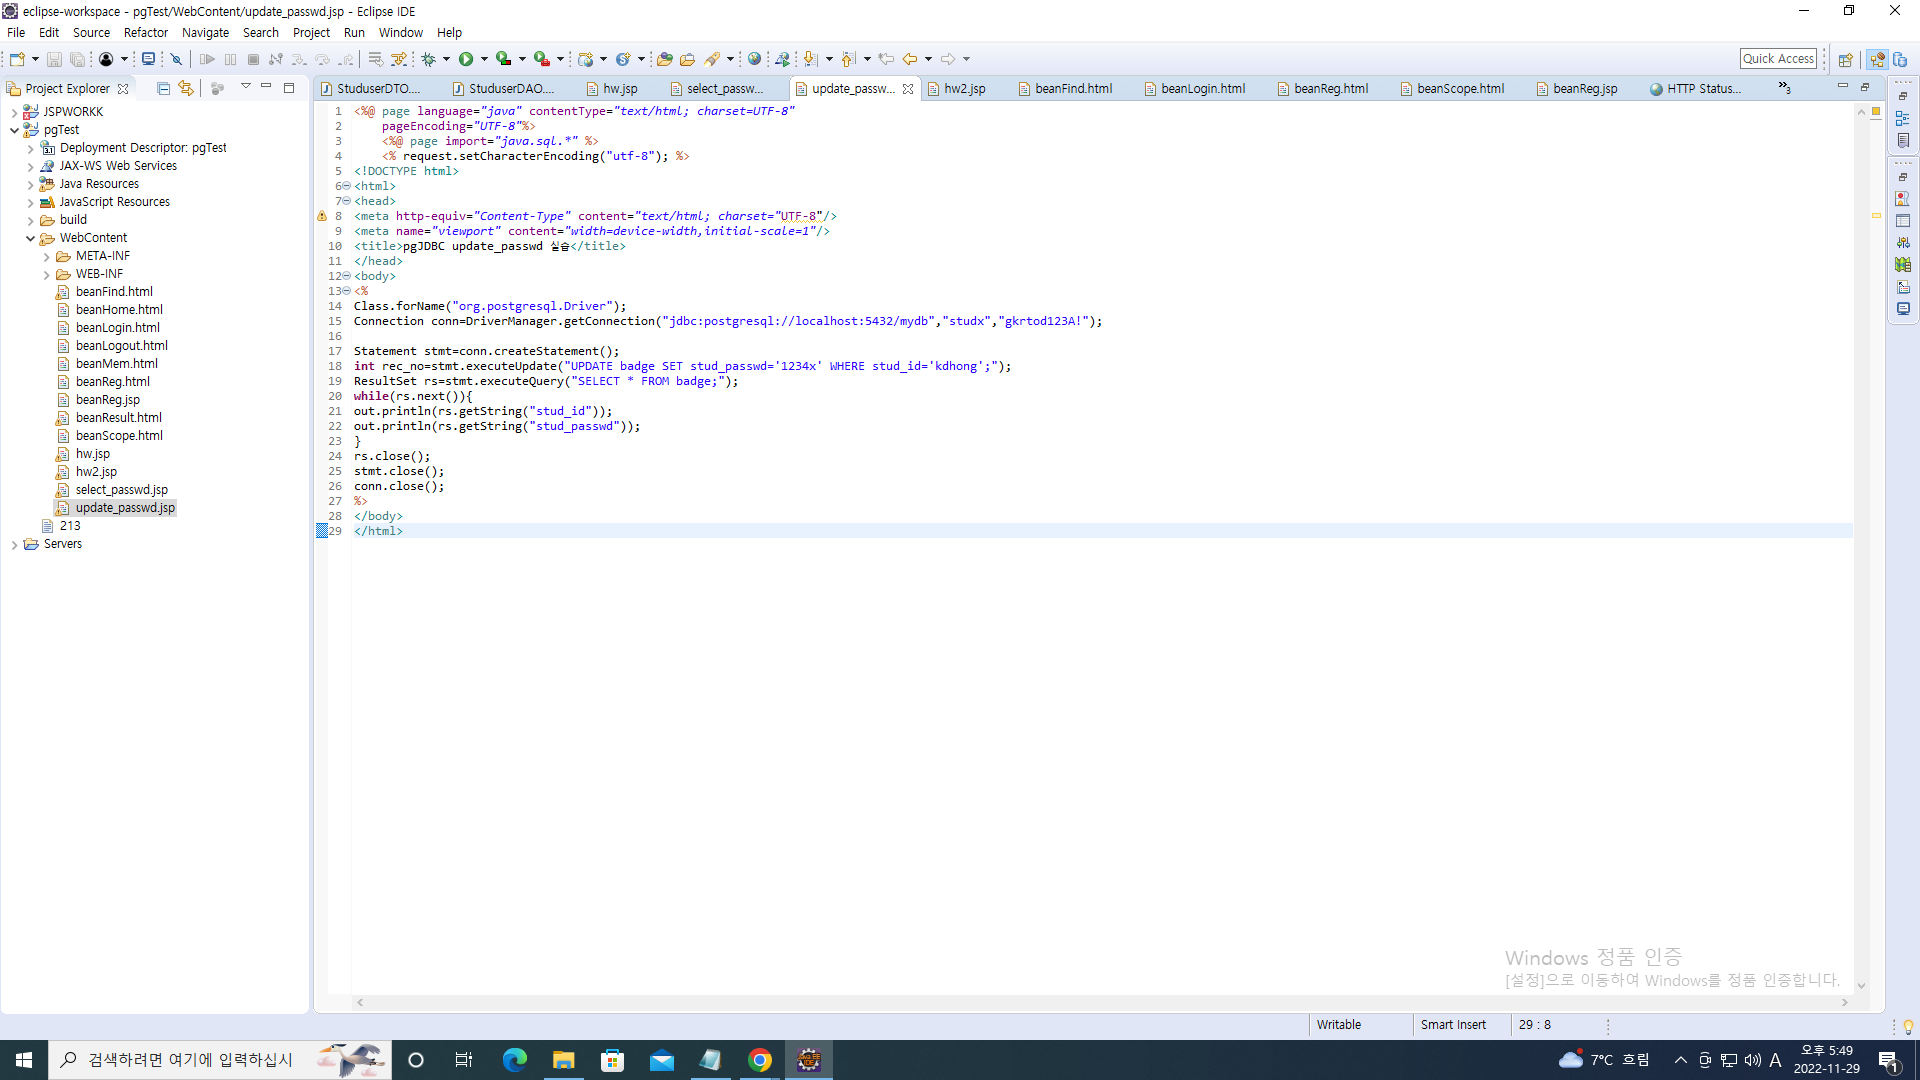 eclipse-workspace - pgTest/WebContent/update_passwd.jsp - Eclipse IDE
File Edit Source Refactor Navigate Search Project Run Window Help
Quick Access
Project Explorer
StuduserDTO.... StuduserDAO.... hw.jsp select_passw... update_passw... hw2.jsp beanFind.html beanLogin.html beanReg.html beanScope.html beanReg.jsp HTTP Status... »3
JSPWORKK
pgTest
Deployment Descriptor: pgTest
JAX-WS Web Services
Java Resources
JavaScript Resources
build
WebContent
META-INF
WEB-INF
beanFind.html
beanHome.html
beanLogin.html
beanLogout.html
beanMem.html
beanReg.html
beanReg.jsp
beanResult.html
beanScope.html
hw.jsp
hw2.jsp
select_passwd.jsp
update_passwd.jsp
213
Servers
1 <%@ page language="java" contentType="text/html; charset=UTF-8"
2     pageEncoding="UTF-8"%>
3     <%@ page import="java.sql.*" %>
4     <% request.setCharacterEncoding("utf-8"); %>
5 <!DOCTYPE html>
6 <html>
7 <head>
8 <meta http-equiv="Content-Type" content="text/html; charset="UTF-8"/>
9 <meta name="viewport" content="width=device-width,initial-scale=1"/>
10 <title>pgJDBC update_passwd 실습</title>
11 </head>
12 <body>
13 <%
14 Class.forName("org.postgresql.Driver");
15 Connection conn=DriverManager.getConnection("jdbc:postgresql://localhost:5432/mydb","studx","gkrtod123A!");
16
17 Statement stmt=conn.createStatement();
18 int rec_no=stmt.executeUpdate("UPDATE badge SET stud_passwd='1234x' WHERE stud_id='kdhong';");
19 ResultSet rs=stmt.executeQuery("SELECT * FROM badge;");
20 while(rs.next()){
21 out.println(rs.getString("stud_id"));
22 out.println(rs.getString("stud_passwd"));
23 }
24 rs.close();
25 stmt.close();
26 conn.close();
27 %>
28 </body>
29 </html>
Windows 정품 인증
[설정]으로 이동하여 Windows를 정품 인증합니다.
Writable Smart Insert 29 : 8
검색하려면 여기에 입력하십시
7°C 흐림 A 오후 5:49
2022-11-29 1